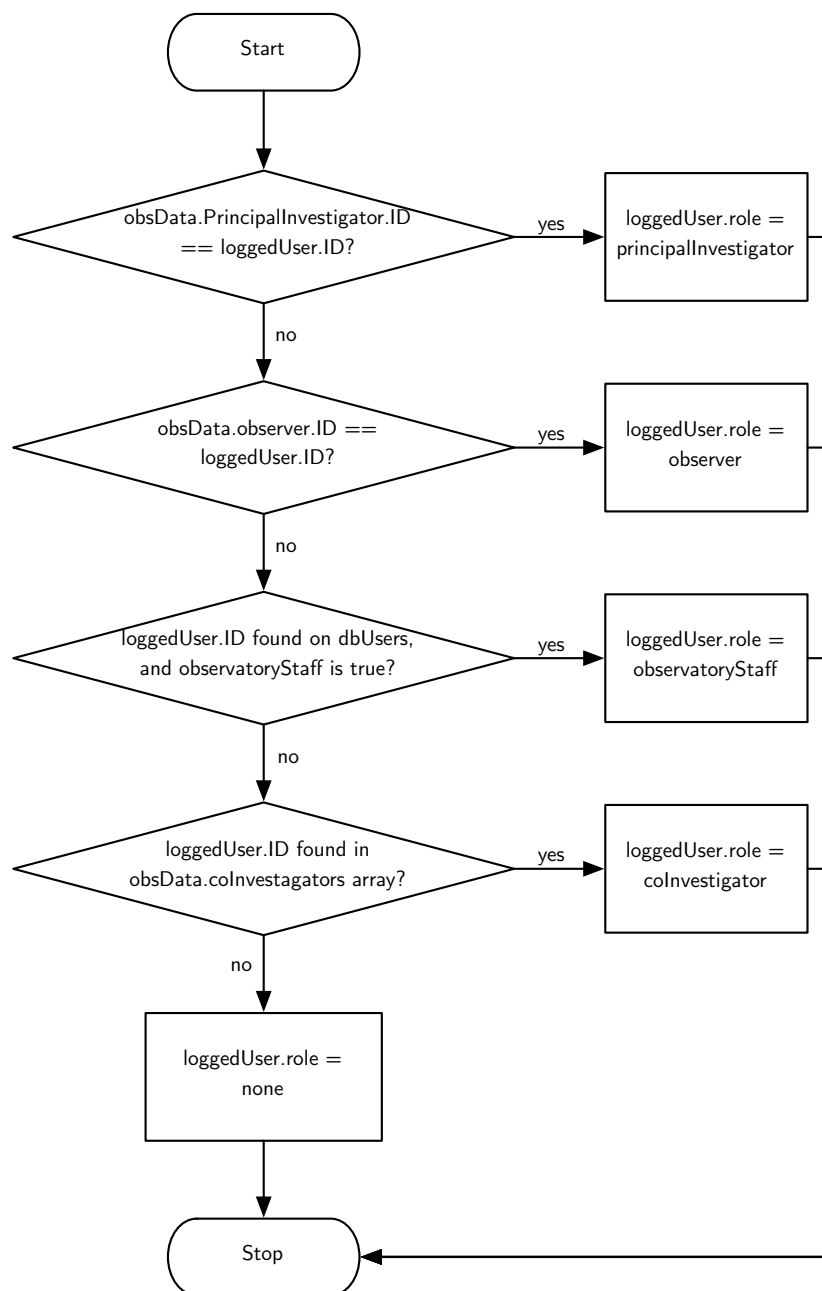 Start
obsData.PrincipalInvestigator.ID
== loggedUser.ID?
yes
loggedUser.role =
principalInvestigator
no
obsData.observer.ID ==
loggedUser.ID?
yes
loggedUser.role =
observer
no
loggedUser.ID found on dbUsers,
and observatoryStaff is true?
yes
loggedUser.role =
observatoryStaff
no
loggedUser.ID found in
obsData.coInvestagators array?
yes
loggedUser.role =
coInvestigator
no
loggedUser.role =
none
Stop